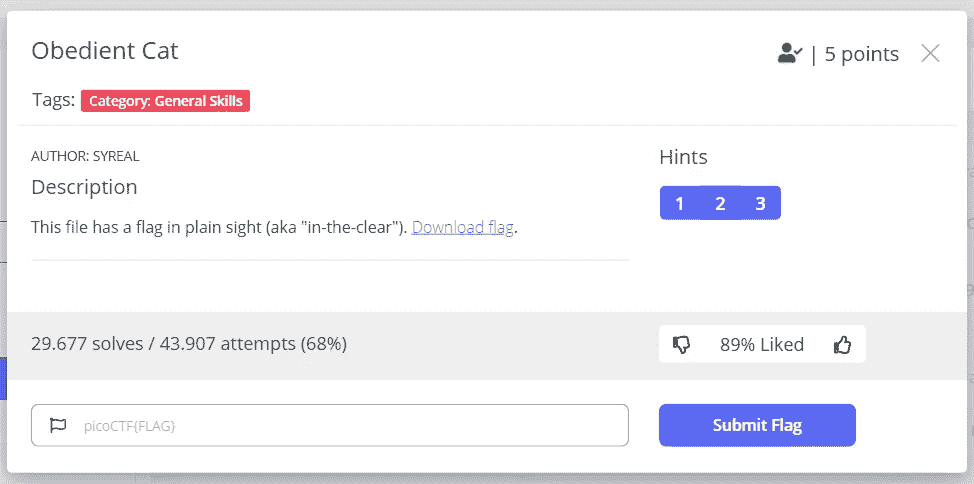 Obedient Cat
| 5 points
Tags: Category: General Skills
AUTHOR: SYREAL
Description
This file has a flag in plain sight (aka "in-the-clear"). Download flag.
Hints
1 2 3
29.677 solves / 43.907 attempts (68%)
89% Liked
picoCTF{FLAG}
Submit Flag